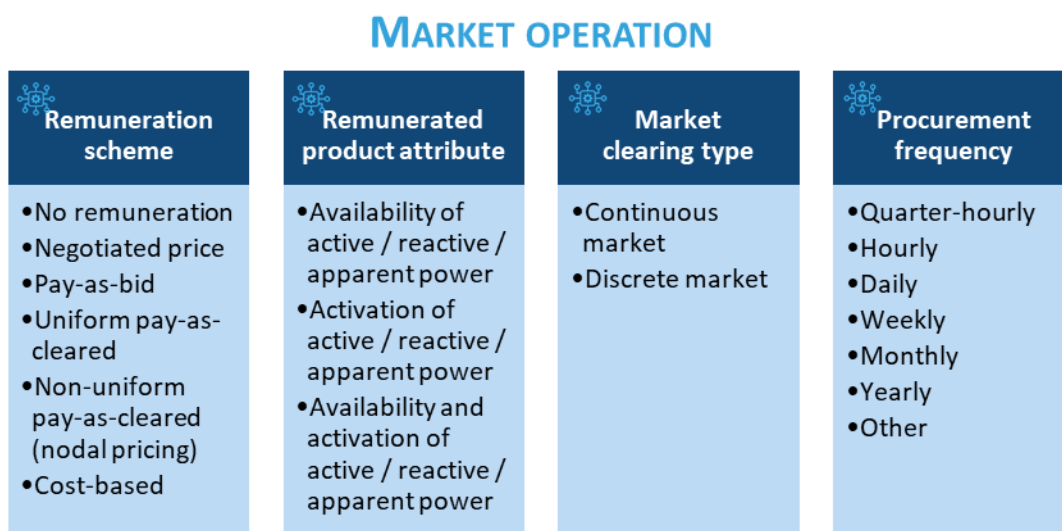 MARKET OPERATION
Remuneration
scheme
•No remuneration
•Negotiated price
•Pay-as-bid
•Uniform pay-as-
cleared
•Non-uniform
pay-as-cleared
(nodal pricing)
•Cost-based
Remunerated
product attribute
•Availability of
active / reactive /
apparent power
•Activation of
active / reactive /
apparent power
•Availability and
activation of
active / reactive /
apparent power
Market
clearing type
•Continuous
market
•Discrete market
Procurement
frequency
•Quarter-hourly
•Hourly
•Daily
•Weekly
•Monthly
•Yearly
•Other